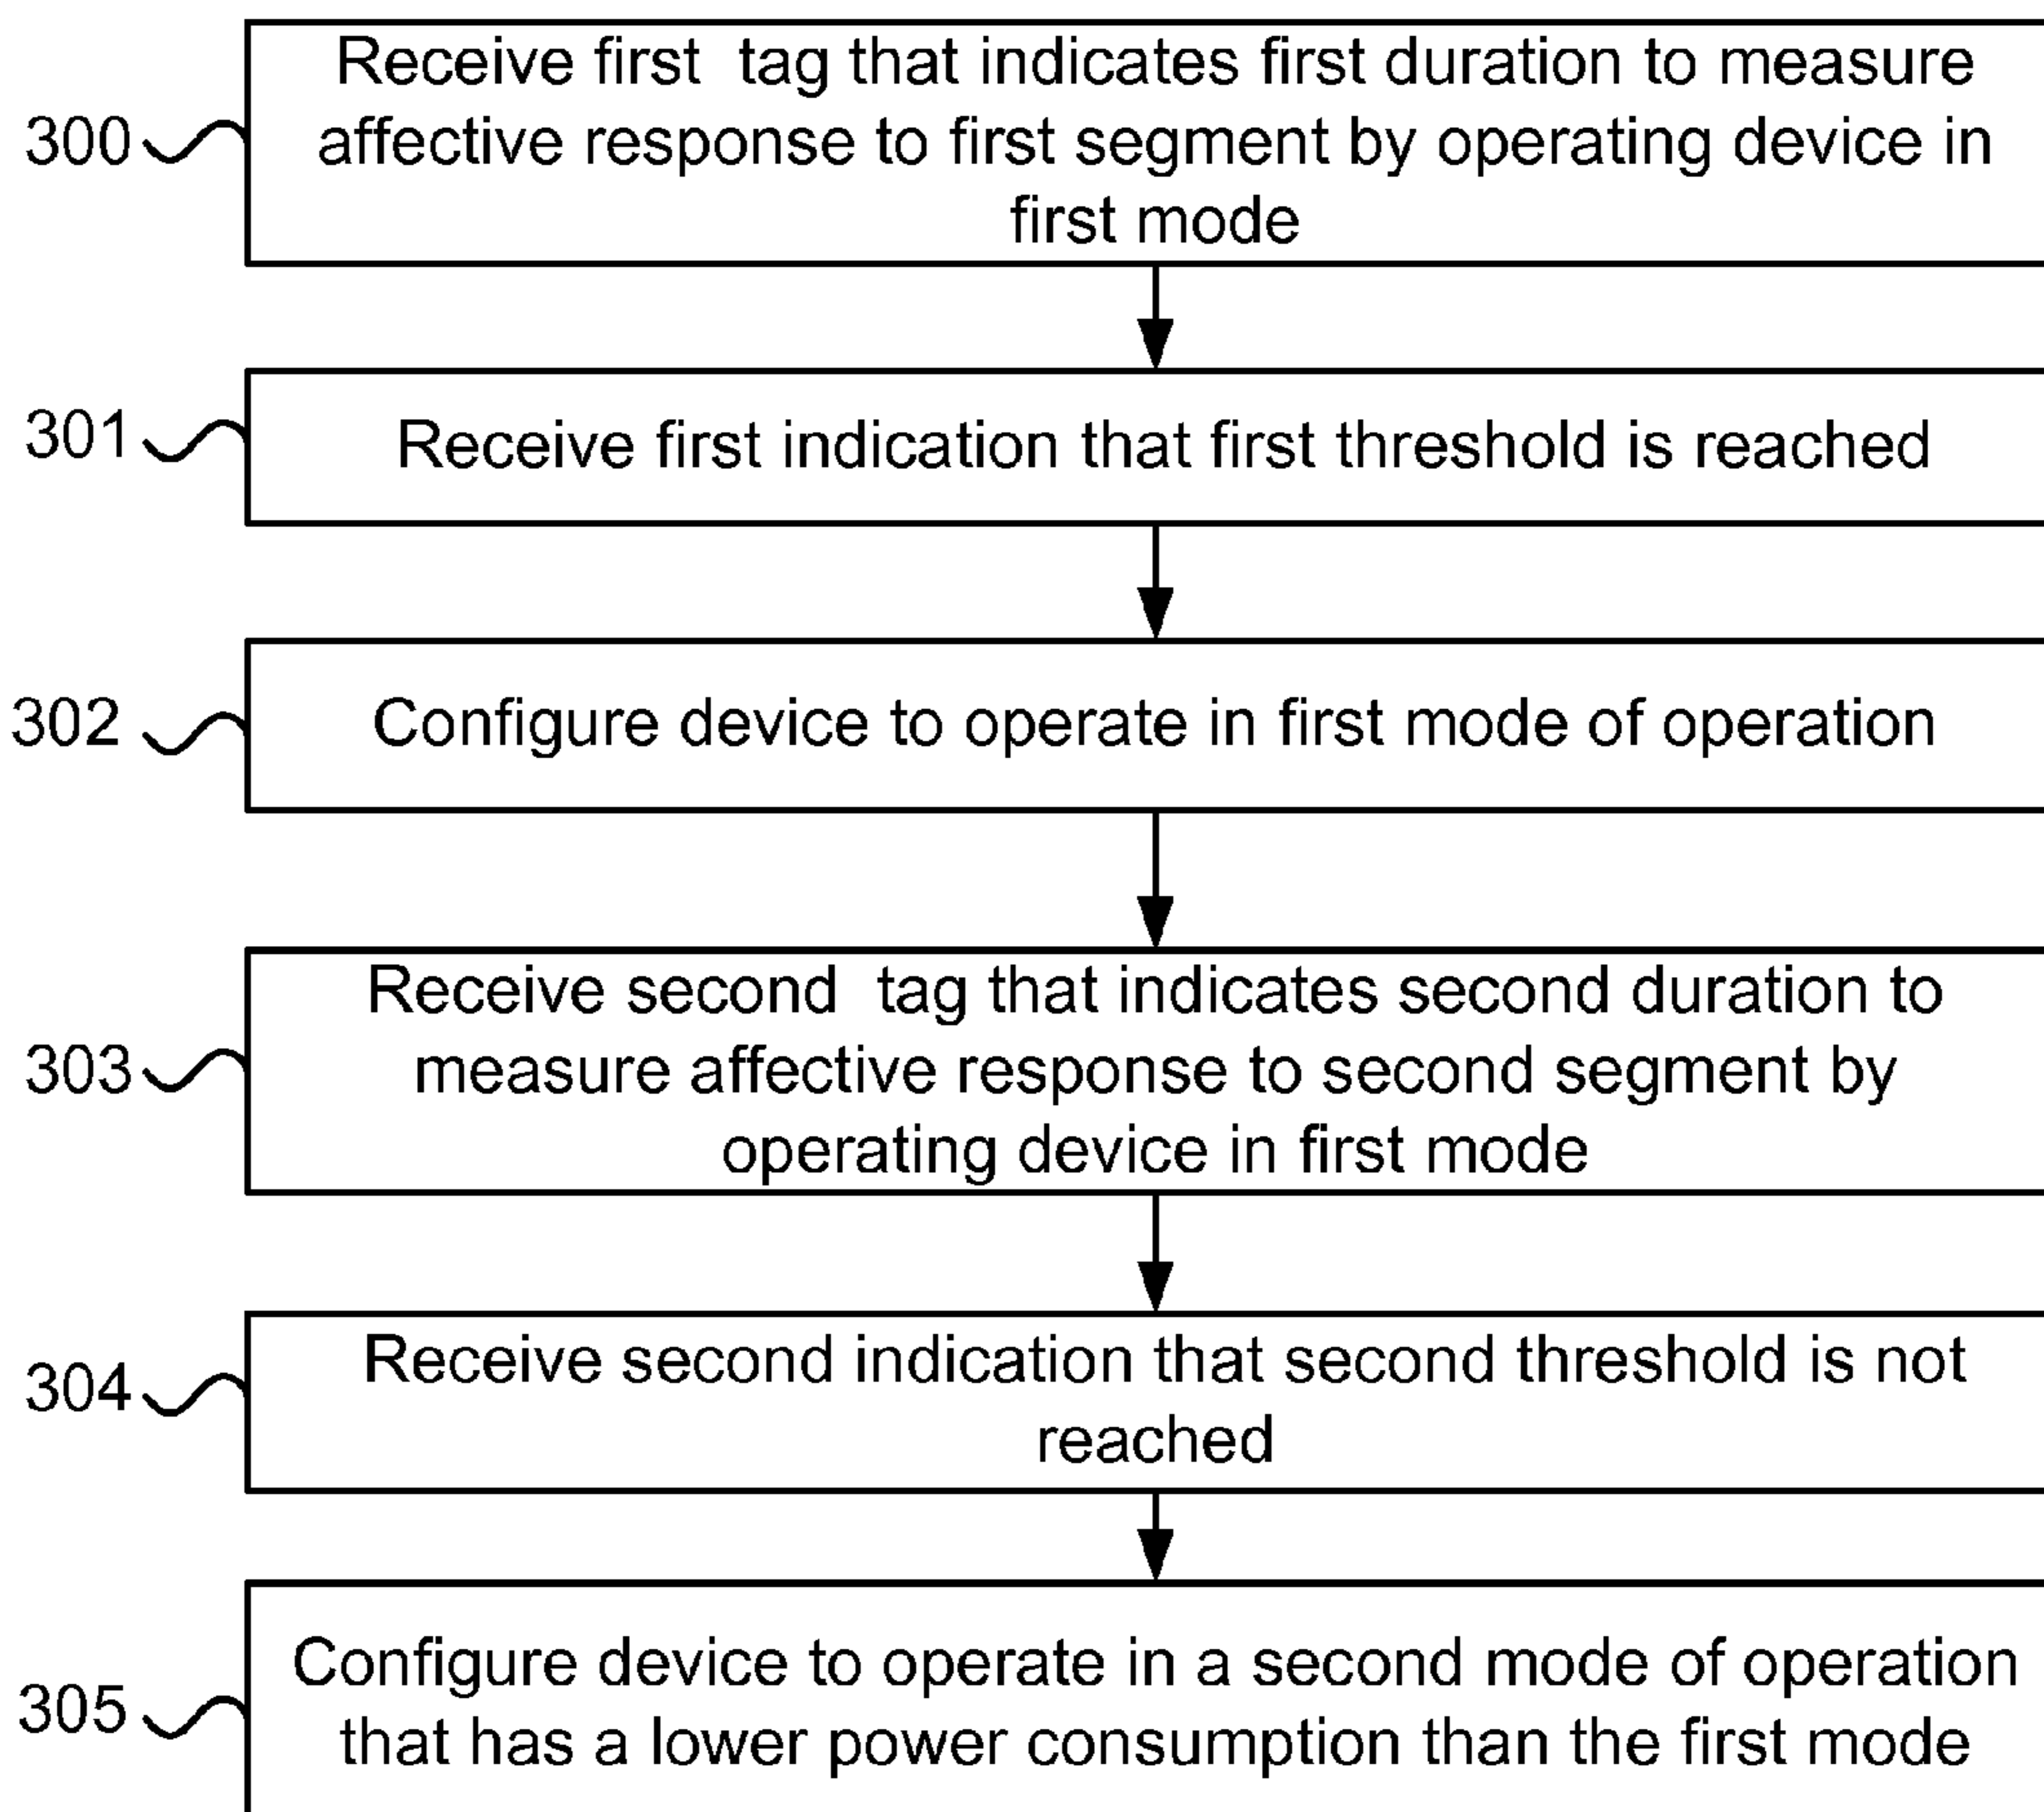 Receive first tag that indicates first duration to measure
300 affective response to first segment by operating device in
first mode
301 Receive first indication that first threshold is reached
302 Configure device to operate in first mode of operation
Receive second tag that indicates second duration to
303 measure affective response to second segment by
operating device in first mode
304 Receive second indication that second threshold is not
reached
Configure device to operate in a second mode of operation
305 that has a lower power consumption than the first mode